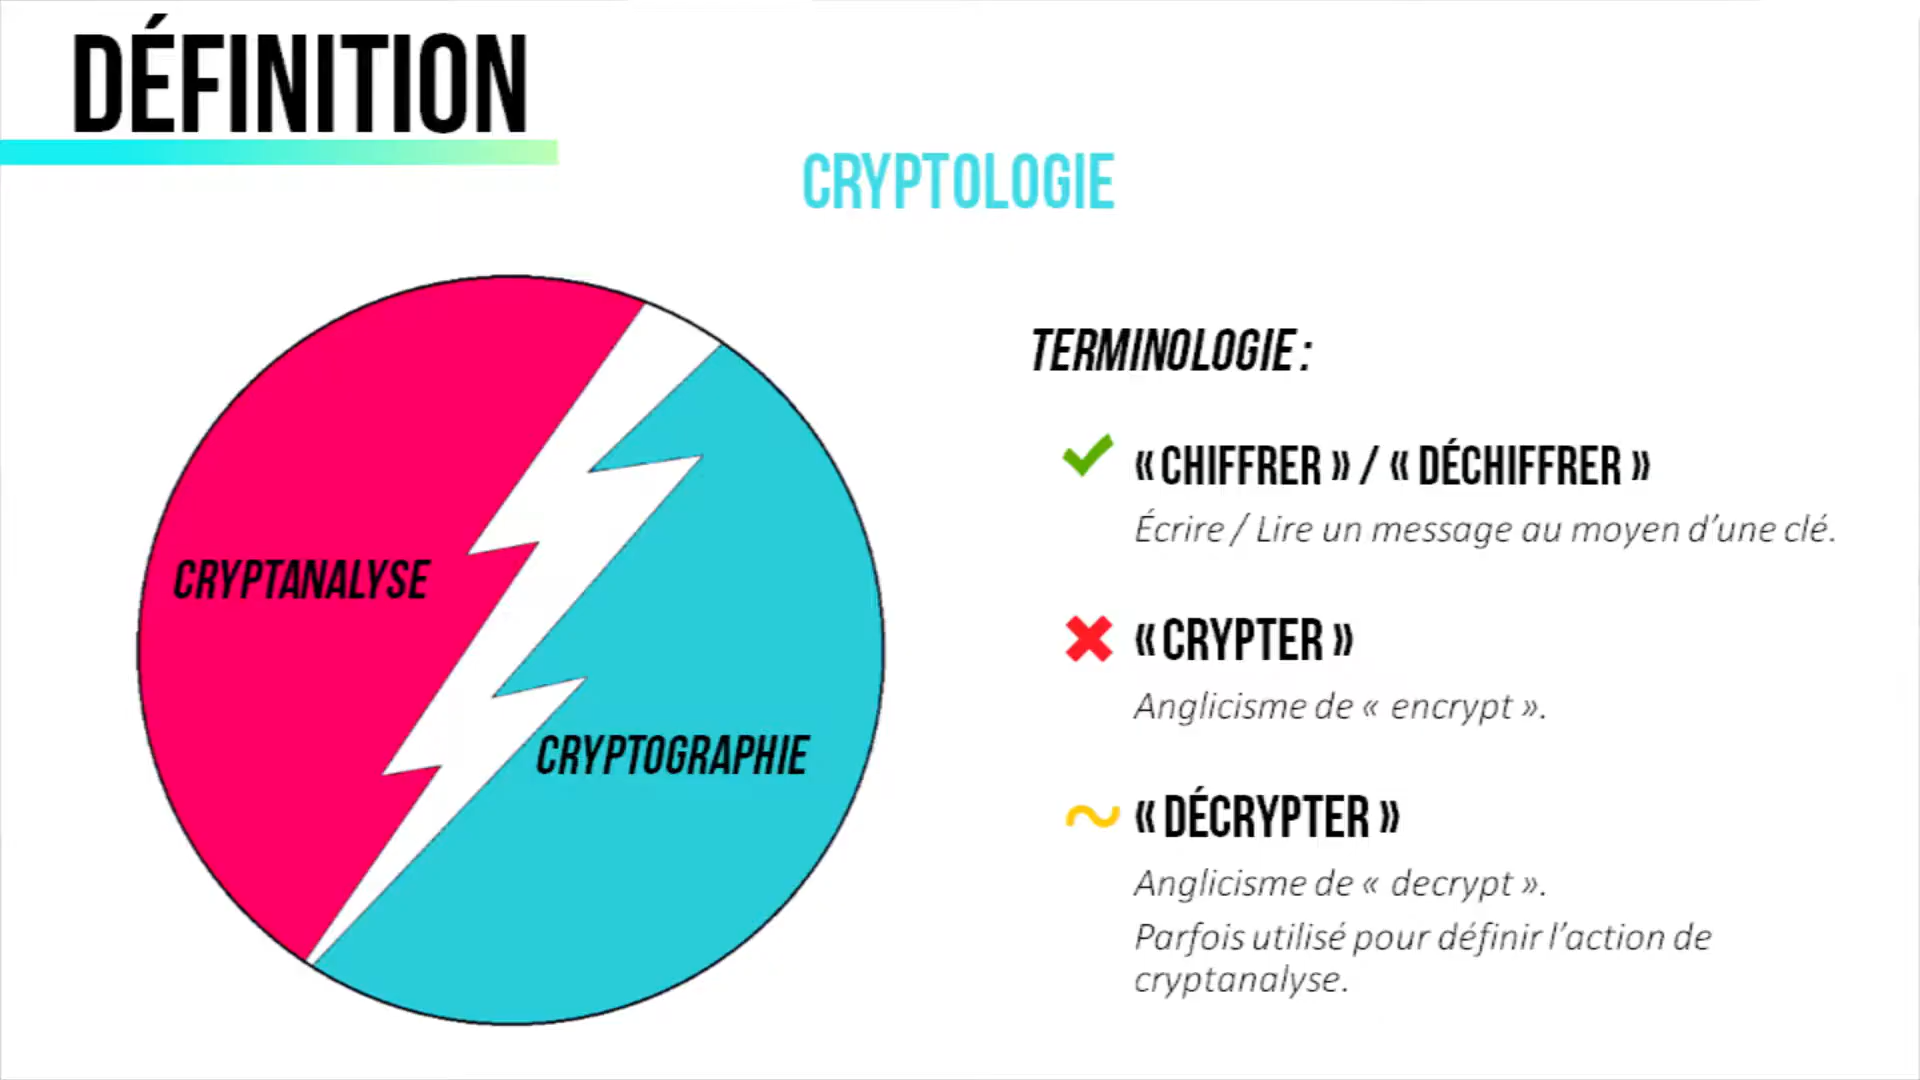 DÉFINITION
CRYPTOLOGIE
CRYPTANALYSE
CRYPTOGRAPHIE
TERMINOLOGIE :
« CHIFFRER » / « DÉCHIFFRER »
Écrire / Lire un message au moyen d’une clé.
« CRYPTER »
Anglicisme de « encrypt ».
« DÉCRYPTER »
Anglicisme de « decrypt ».
Parfois utilisé pour définir l’action de
cryptanalyse.